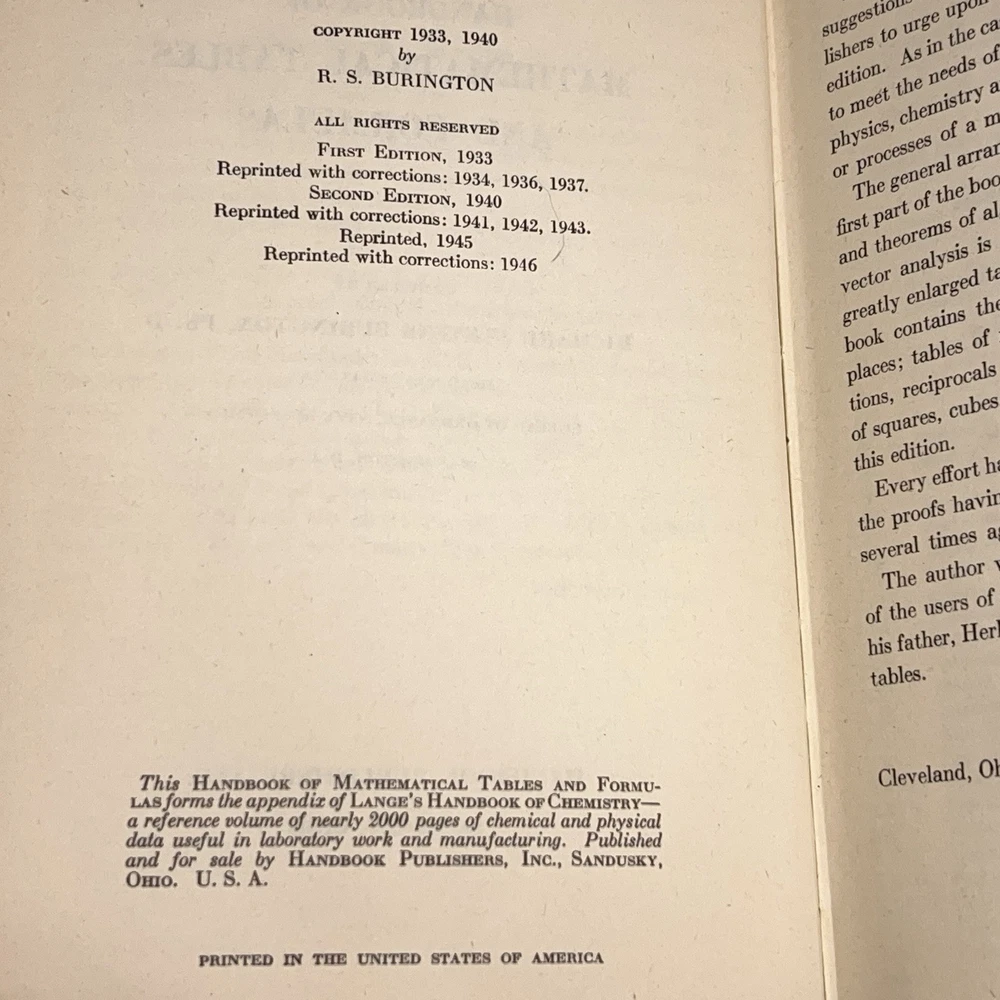 COPYRIGHT 1933, 1940
by
R. S. BURINGTON
ALL RIGHTS RESERVED
FIRST EDITION, 1933
Reprinted with corrections: 1934, 1936, 1937.
SECOND EDITION, 1940
Reprinted with corrections: 1941, 1942, 1943.
Reprinted, 1945
Reprinted with corrections: 1946
This HANDBOOK OF MATHEMATICAL TABLES AND FORMU-
LAS forms the appendix of LANGE'S HANDBOOK OF CHEMISTRY—
a reference volume of nearly 2000 pages of chemical and physical
data useful in laboratory work and manufacturing. Published
and for sale by HANDBOOK PUBLISHERS, INC., SANDUSKY,
OHIO. U. S. A.
PRINTED IN THE UNITED STATES OF AMERICA
suggestions
lishers to urge upon
edition. As in the
to meet the needs of
physics, chemistry
or processes of a
The general
first part of the
and theorems of
vector analysis is
greatly enlarged
book contains the
places; tables of
tions, reciprocals
of squares, cubes
this edition.
Every effort
the proofs
several times
The author
of the users of
his father,
tables.
Cleveland,